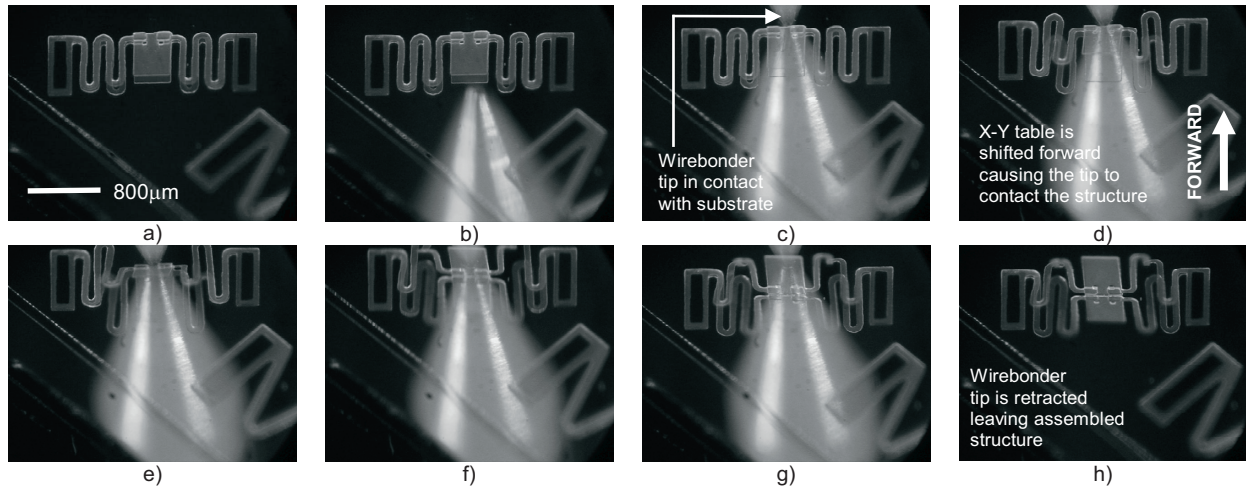 Wirebonder
tip in contact
with substrate
X-Y table is
shifted forward
causing the tip to
contact the structure
FORWARD
800μm
a)
b)
c)
d)
Wirebonder
tip is retracted
leaving assembled
structure
e)
f)
g)
h)